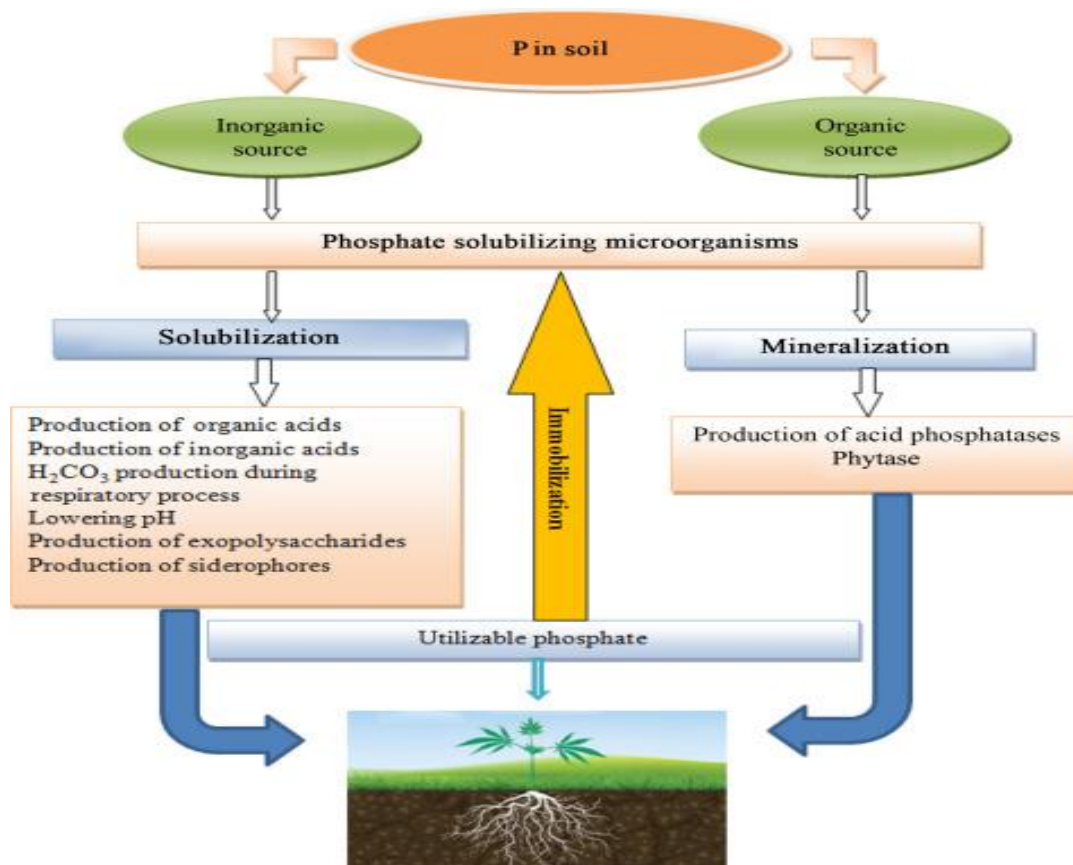 P in soil
Inorganic
source
Organic
source
Phosphate solubilizing microorganisms
Solubilization
Mineralization
Production of organic acids
Production of inorganic acids
H₂CO₃ production during
respiratory process
Lowering pH
Production of exopolysaccharides
Production of siderophores
Immobilization
Production of acid phosphatases
Phytase
Utilizable phosphate